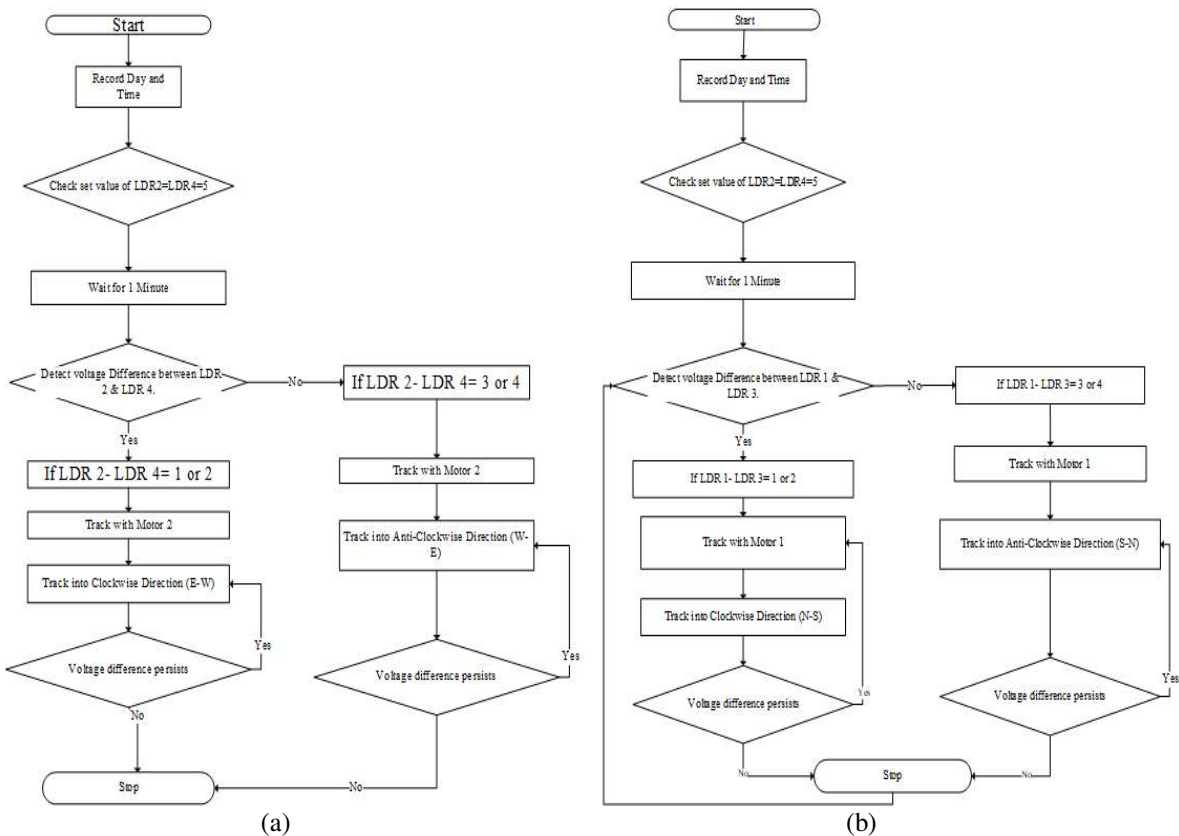 Start
Record Day and
Time
Check set value of LDR2=LDR4=5
Wait for 1 Minute
Detect voltage Difference between LDR
2 & LDR 4.
No
If LDR 2- LDR 4= 3 or 4
Yes
If LDR 2- LDR 4= 1 or 2
Track with Motor 2
Track with Motor 2
Track into Anti-Clockwise Direction (W-
E)
Track into Clockwise Direction (E-W)
Yes
Voltage difference persists
Yes
Voltage difference persists
No
Stop
No
(a)
Start
Record Day and Time
Check set value of LDR2=LDR4=5
Wait for 1 Minute
Detect voltage Difference between LDR 1 &
LDR 3.
No
If LDR 1- LDR 3= 3 or 4
Yes
If LDR 1- LDR 3= 1 or 2
Track with Motor 1
Track with Motor 1
Track into Anti-Clockwise Direction (S-N)
Track into Clockwise Direction (N-S)
Voltage difference persists
Yes
Voltage difference persists
Yes
No
Stop
No
(b)